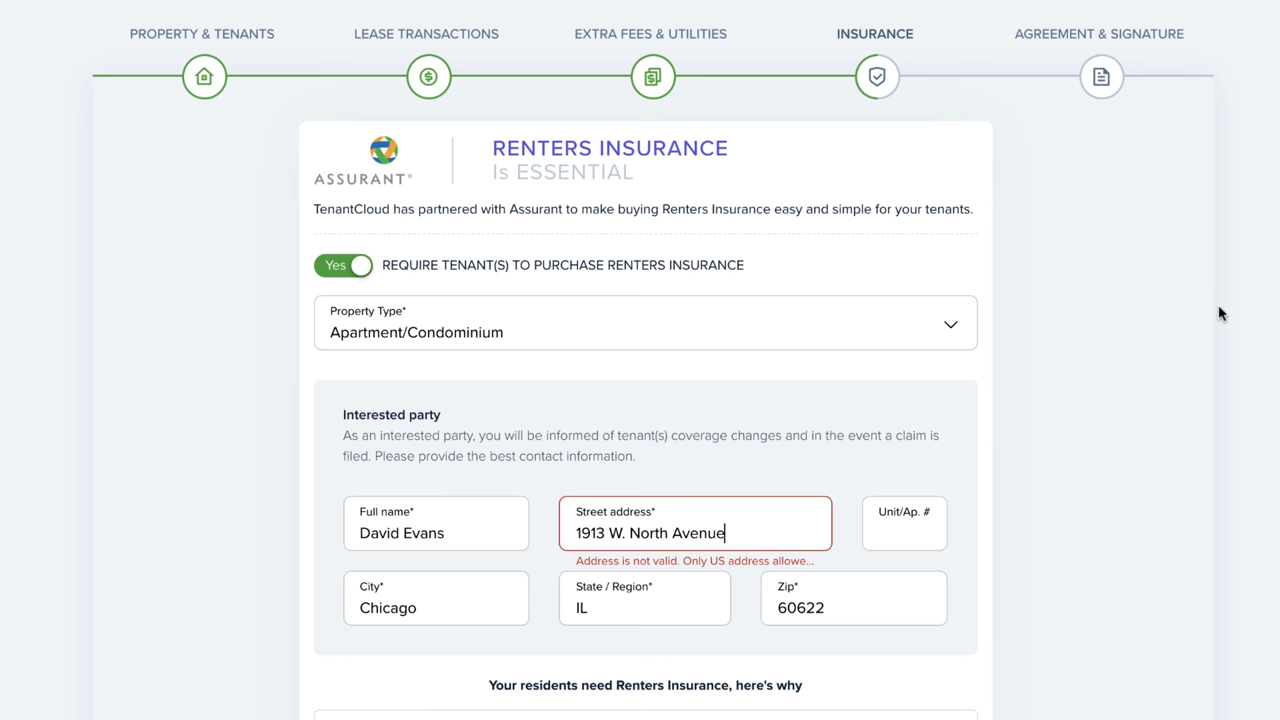 PROPERTY & TENANTS
LEASE TRANSACTIONS
EXTRA FEES & UTILITIES
INSURANCE
AGREEMENT & SIGNATURE
ASSURANT®
RENTERS INSURANCE
Is ESSENTIAL
TenantCloud has partnered with Assurant to make buying Renters Insurance easy and simple for your tenants.
Yes
REQUIRE TENANT(S) TO PURCHASE RENTERS INSURANCE
Property Type*
Apartment/Condominium
Interested party
As an interested party, you will be informed of tenant(s) coverage changes and in the event a claim is
filed. Please provide the best contact information.
Full name*
David Evans
Street address*
1913 W. North Avenue
Address is not valid. Only US address allowe...
Unit/Ap. #
City*
Chicago
State / Region*
IL
Zip*
60622
Your residents need Renters Insurance, here's why